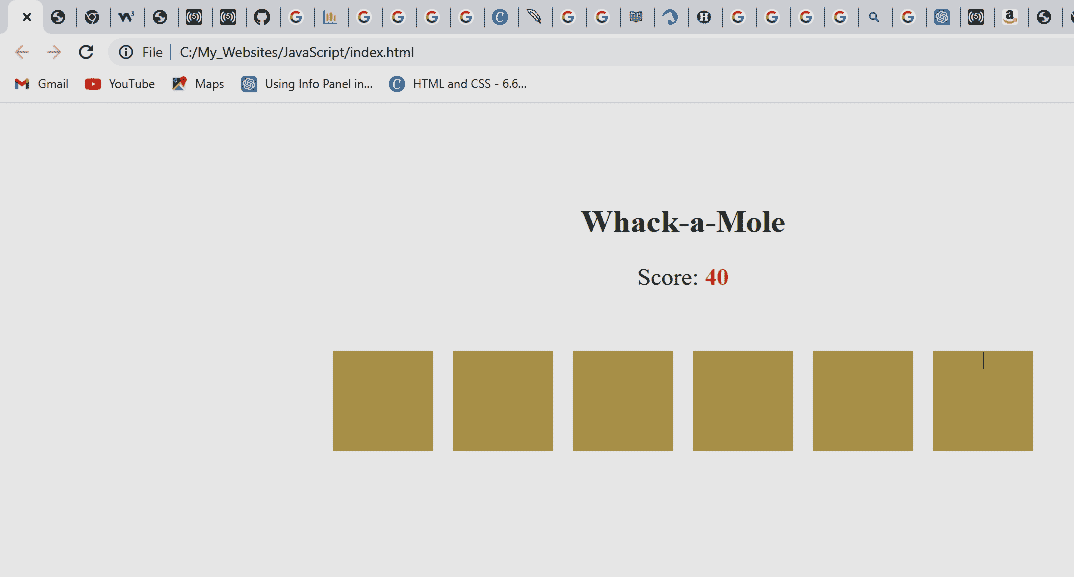 File C:/My_Websites/JavaScript/index.html
Gmail YouTube Maps Using Info Panel in... HTML and CSS - 6.6...
Whack-a-Mole
Score: 40